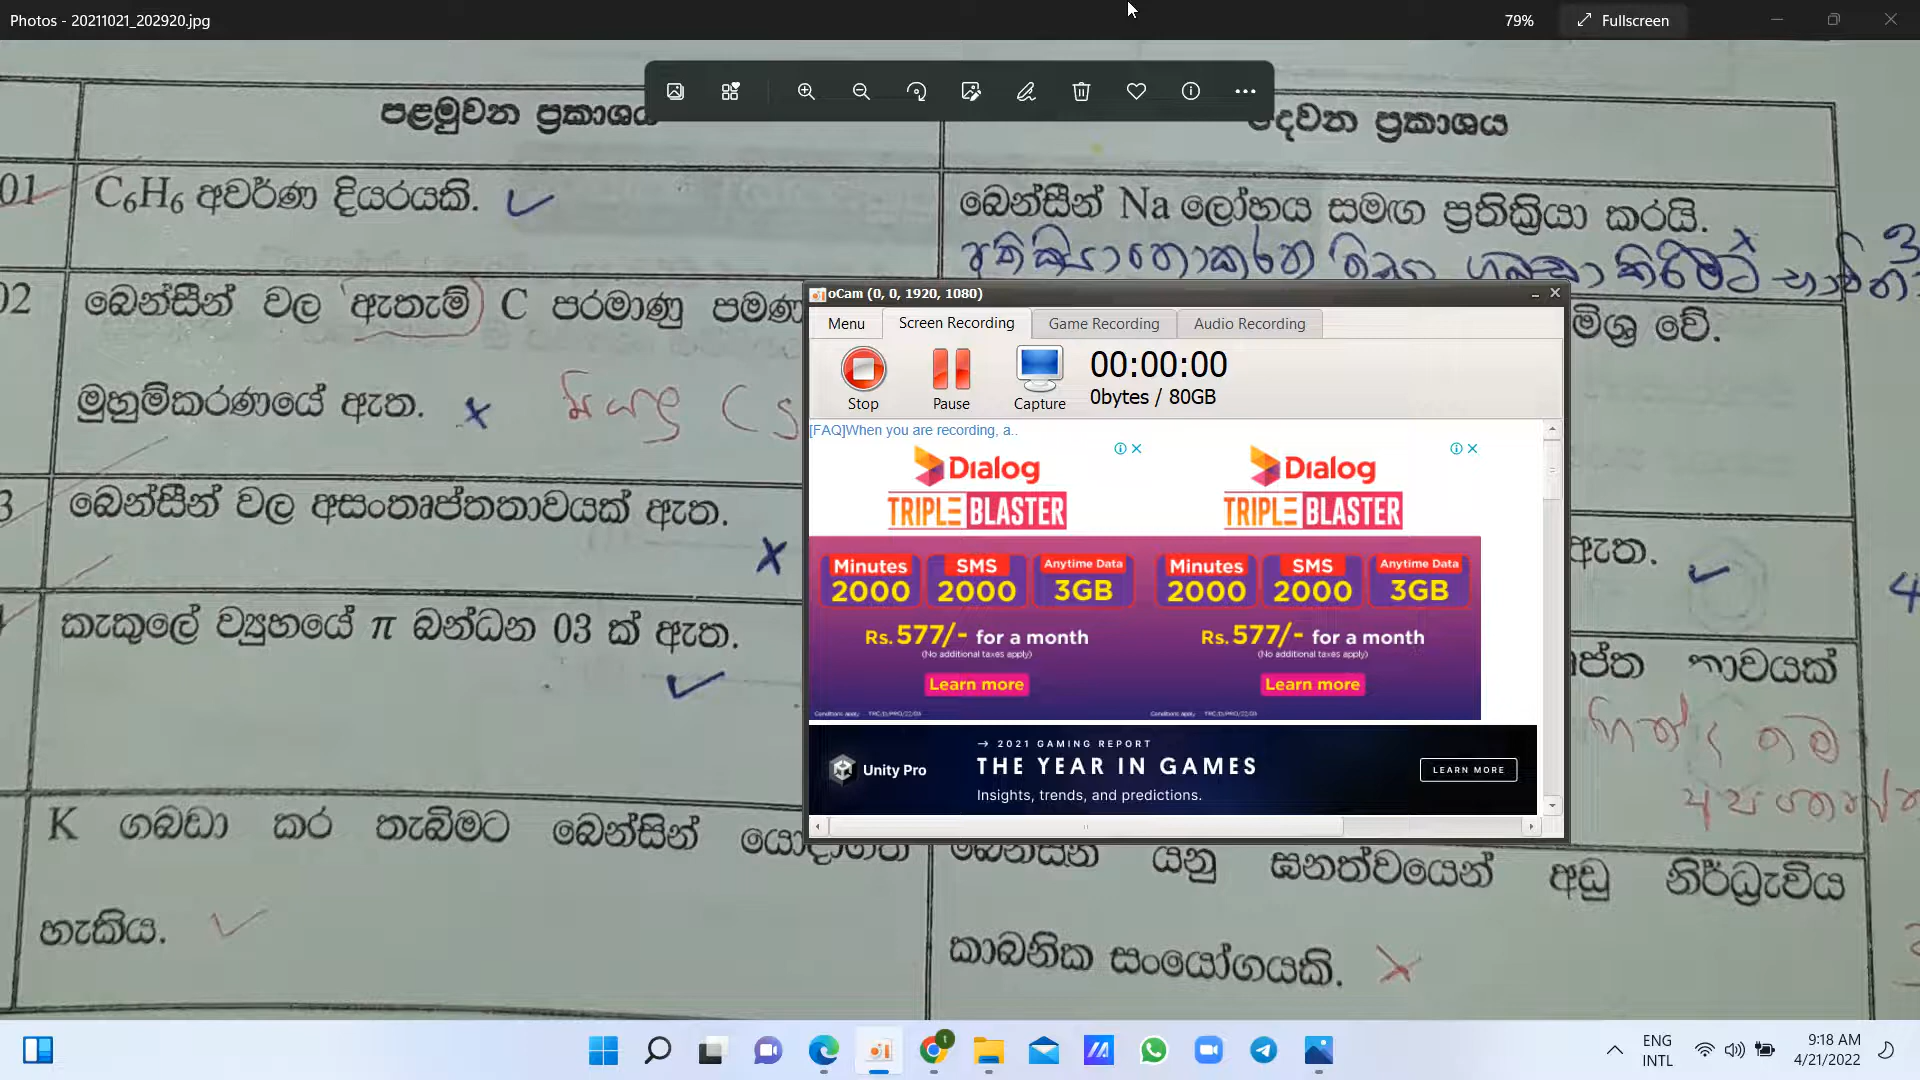 Photos - 20211021_202920.jpg
79%
Fullscreen
පළමුවන ප්‍රකාශය
දෙවන ප්‍රකාශය
01
C₆H₆ අවර්ණ දියරයකි.
බෙන්සීන් Na ලෝහය සමඟ ප්‍රතික්‍රියා කරයි.
02
බෙන්සීන් වල ඇතැම් C පරමාණු පමණ
මිශ්‍ර වේ.
මුහුම්කරණයේ ඇත.
3
බෙන්සීන් වල අසංතෘප්තතාවයක් ඇත.
ඇත.
කැකුලේ ව්‍යුහයේ π බන්ධන 03 ක් ඇත.
තාවයක්
K ගබඩා කර තැබිමට බෙන්සින්
හැකිය.
යනු ඝනත්වයෙන් අඩු නිර්ධ්‍රැවිය
කාබනික සංයෝගයකි.
oCam (0, 0, 1920, 1080)
Menu
Screen Recording
Game Recording
Audio Recording
Stop
Pause
Capture
00:00:00
0bytes / 80GB
[FAQ]When you are recording, a..
Dialog
TRIPLE BLASTER
Minutes 2000
SMS 2000
Anytime Data 3GB
Rs. 577/- for a month
(No additional taxes apply)
Learn more
Dialog
TRIPLE BLASTER
Minutes 2000
SMS 2000
Anytime Data 3GB
Rs. 577/- for a month
(No additional taxes apply)
Learn more
Unity Pro
→ 2021 GAMING REPORT
THE YEAR IN GAMES
Insights, trends, and predictions.
LEARN MORE
ENG
INTL
9:18 AM
4/21/2022